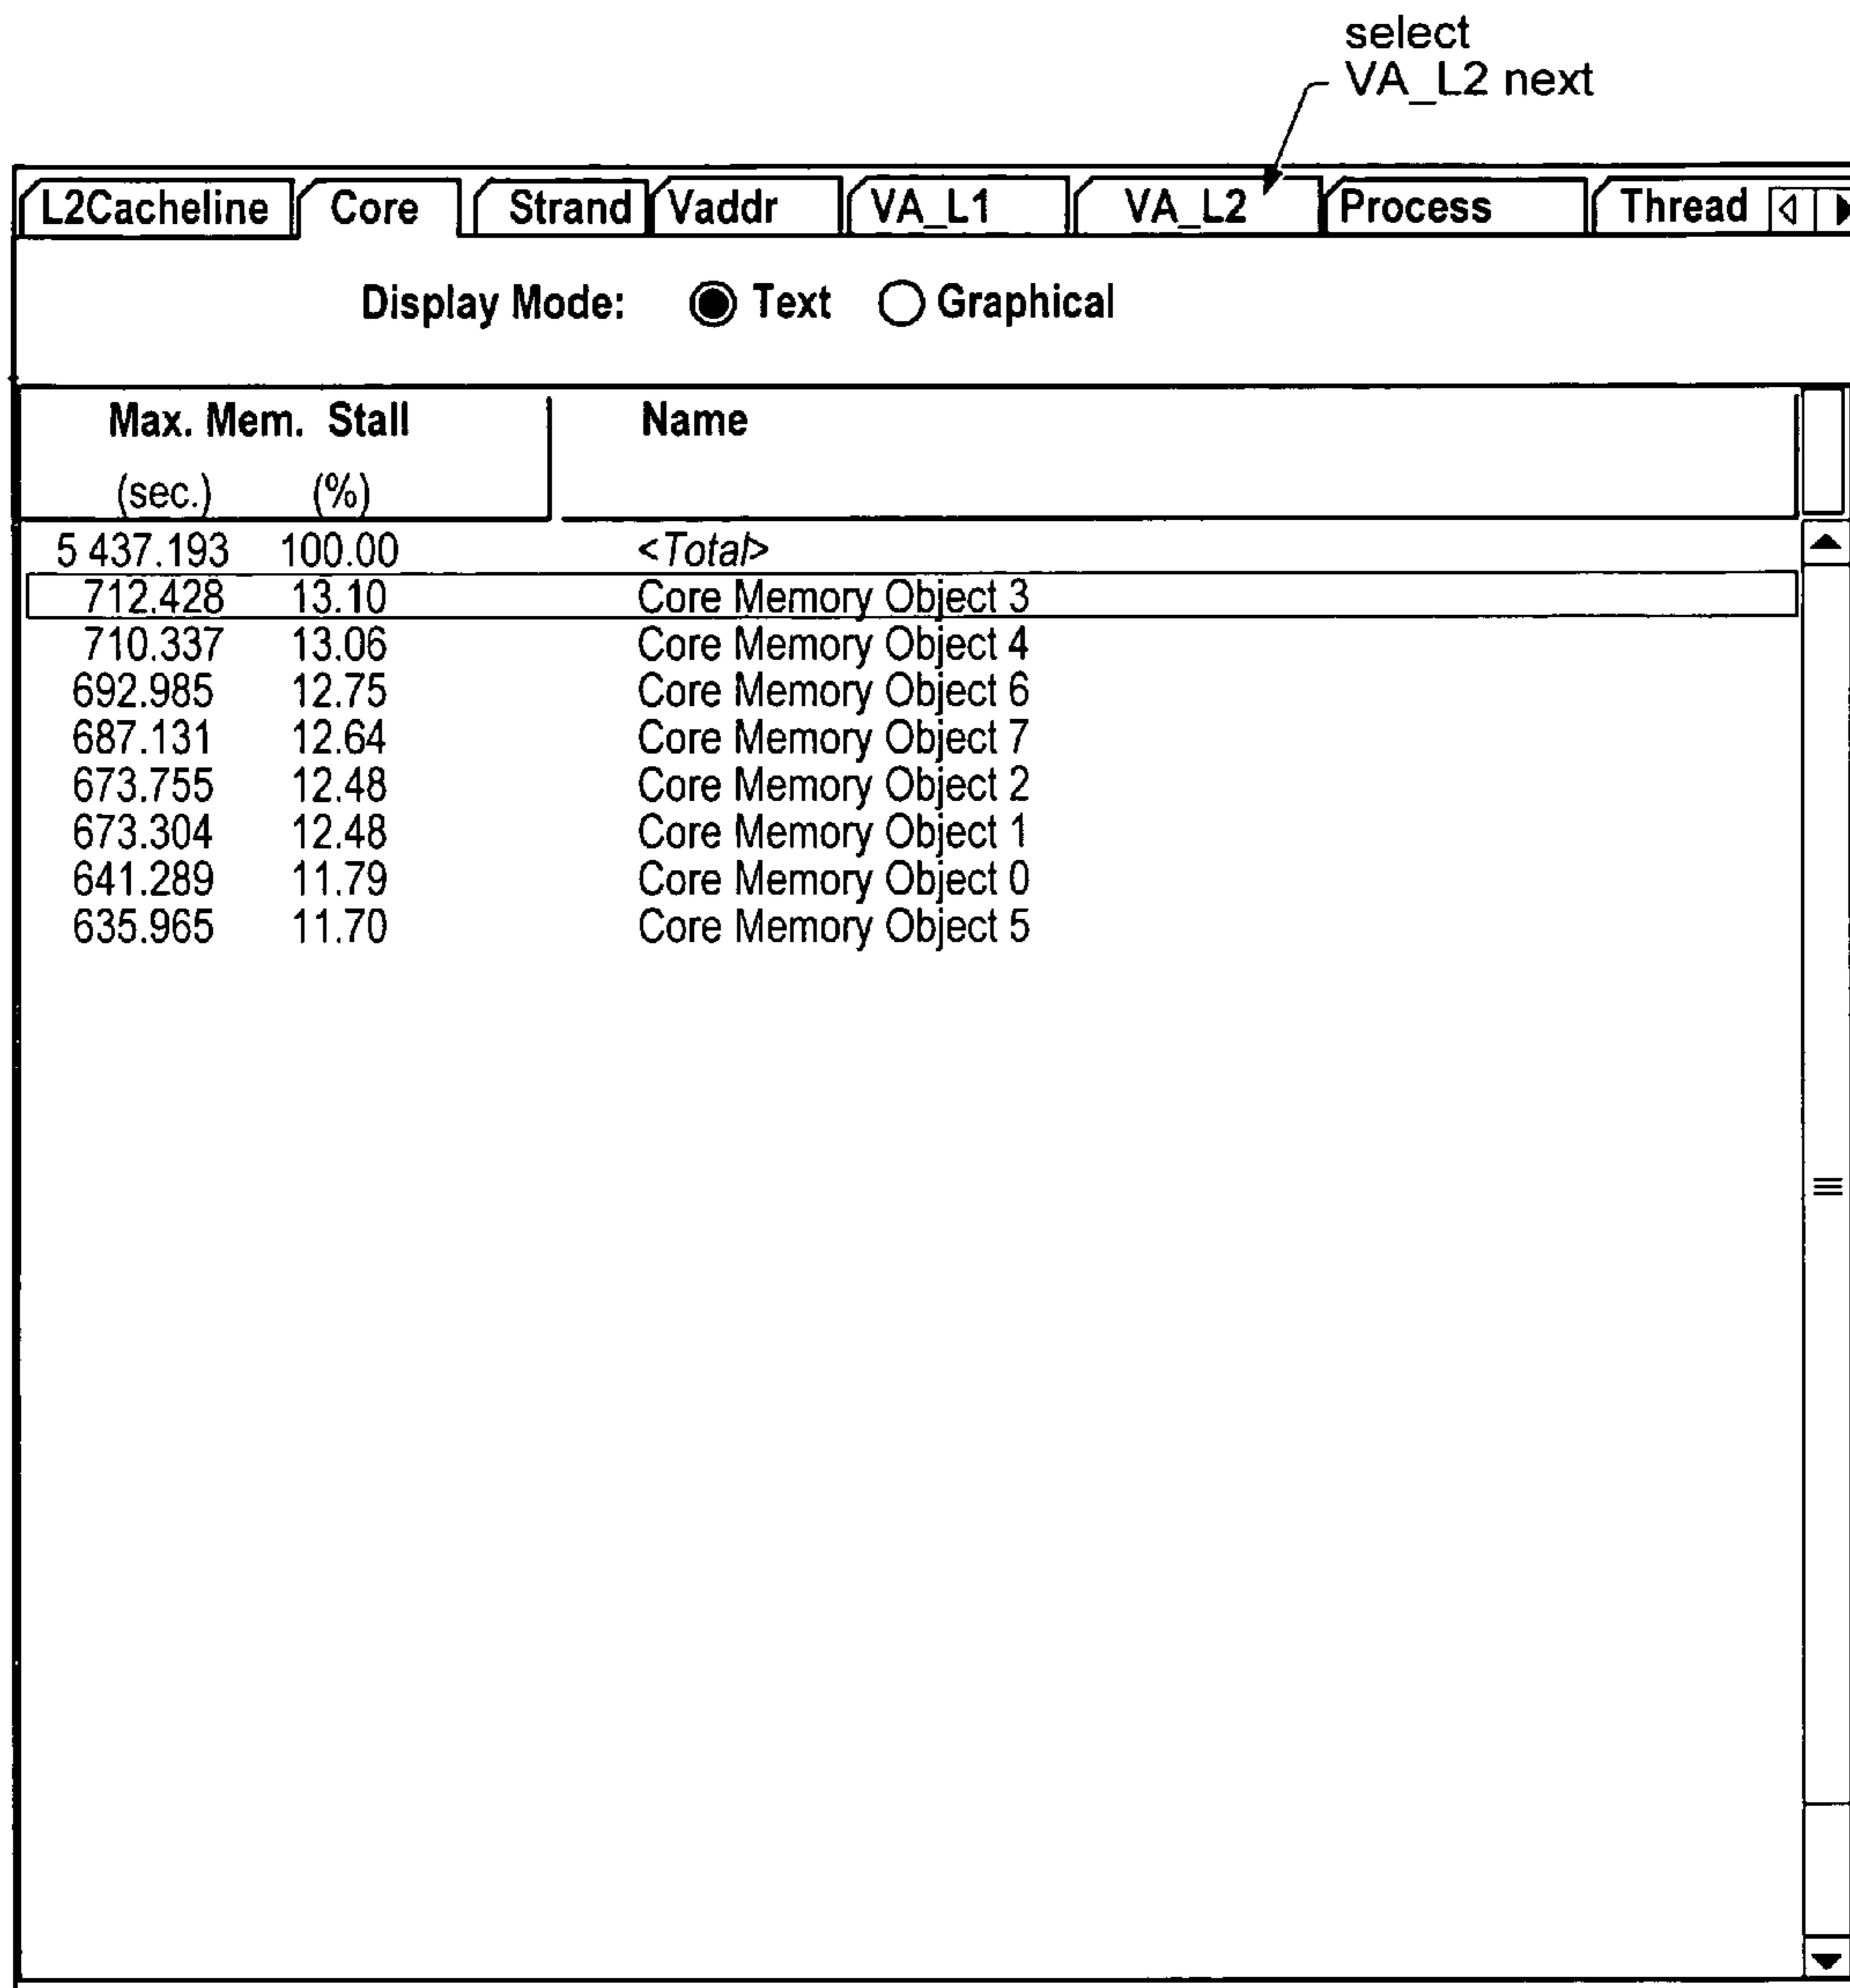 select
VA_L2 next
L2Cacheline Core Strand Vaddr VA_L1 VA_L2 Process Thread
Display Mode: Text Graphical
Max. Mem. Stall Name
(sec.) (%)
5 437.193 100.00 <Total>
712.428 13.10 Core Memory Object 3
710.337 13.06 Core Memory Object 4
692.985 12.75 Core Memory Object 6
687.131 12.64 Core Memory Object 7
673.755 12.48 Core Memory Object 2
673.304 12.48 Core Memory Object 1
641.289 11.79 Core Memory Object 0
635.965 11.70 Core Memory Object 5